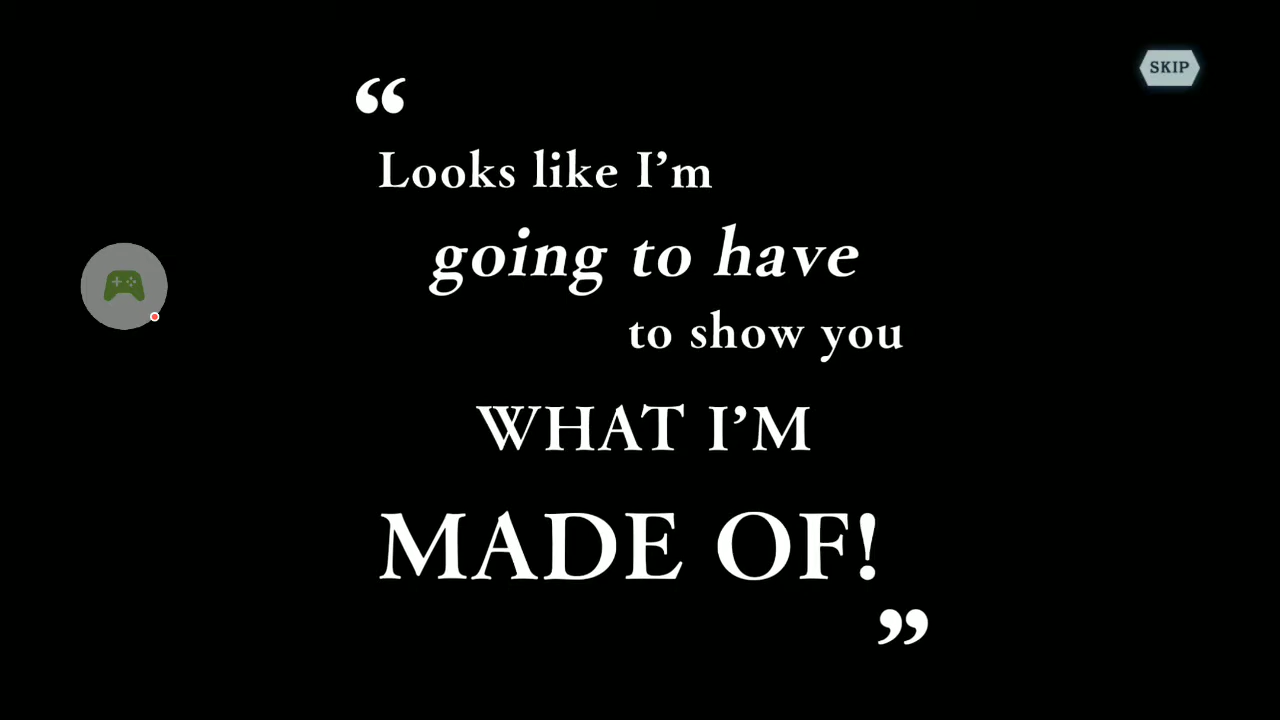 SKIP
“
Looks like I’m
going to have
to show you
WHAT I’M
MADE OF!
”